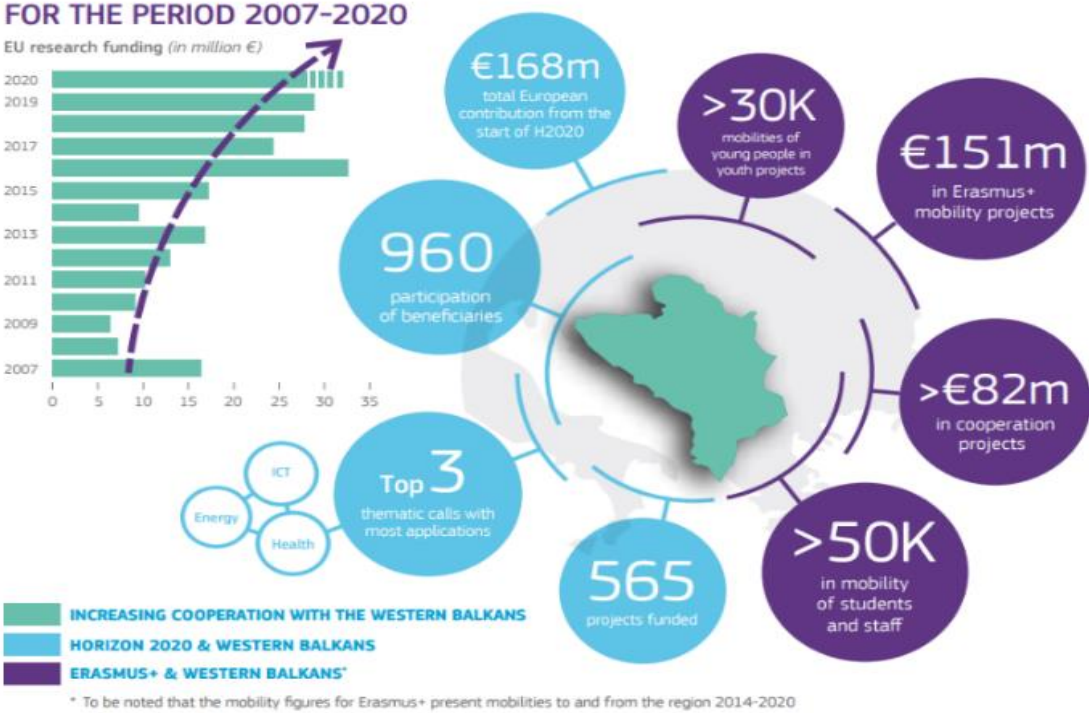 FOR THE PERIOD 2007-2020
EU research funding (in million €)
2020
2019
2017
2015
2013
2011
2009
2007
0 5 10 15 20 25 30 35
€168m
total European
contribution from the
start of H2020
>30K
mobilities of
young people in
youth projects
€151m
in Erasmus+
mobility projects
960
participation
of beneficiaries
>€82m
in cooperation
projects
Top 3
thematic calls with
most applications
ICT
Energy
Health
565
projects funded
>50K
in mobility
of students
and staff
INCREASING COOPERATION WITH THE WESTERN BALKANS
HORIZON 2020 & WESTERN BALKANS
ERASMUS+ & WESTERN BALKANS*
* To be noted that the mobility figures for Erasmus+ present mobilities to and from the region 2014-2020